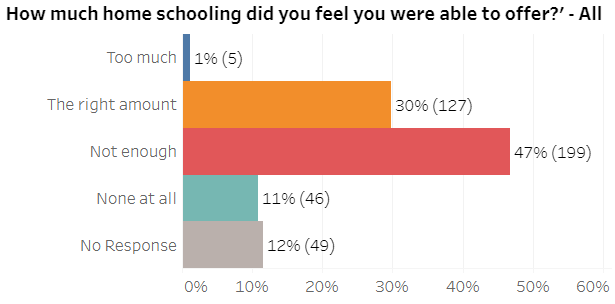 How much home schooling did you feel you were able to offer?’ - All
Too much 1% (5)
The right amount 30% (127)
Not enough 47% (199)
None at all 11% (46)
No Response 12% (49)
0% 10% 20% 30% 40% 50% 60%